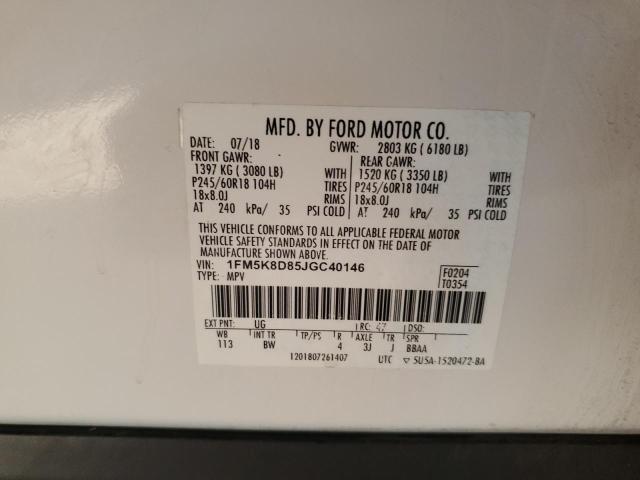 MFD. BY FORD MOTOR CO.
DATE: 07/18 GVWR: 2803 KG ( 6180 LB)
FRONT GAWR: REAR GAWR:
1397 KG ( 3080 LB) WITH 1520 KG ( 3350 LB) WITH
P245/60R18 104H TIRES P245/60R18 104H TIRES
18x8.0J RIMS 18x8.0J RIMS
AT 240 kPa/ 35 PSI COLD AT 240 kPa/ 35 PSI COLD
THIS VEHICLE CONFORMS TO ALL APPLICABLE FEDERAL MOTOR
VEHICLE SAFETY STANDARDS IN EFFECT ON THE DATE OF
MANUFACTURE SHOWN ABOVE.
VIN: 1FM5K8D85JGC40146 F0204
TYPE: MPV T0354
EXT PNT: UG RC: 47 DSO:
WB INT TR TP/PS R AXLE TR SPR
113 BW 4 3J J BBAA
1201807261407 UTC ▽ 5U5A-1520472-BA